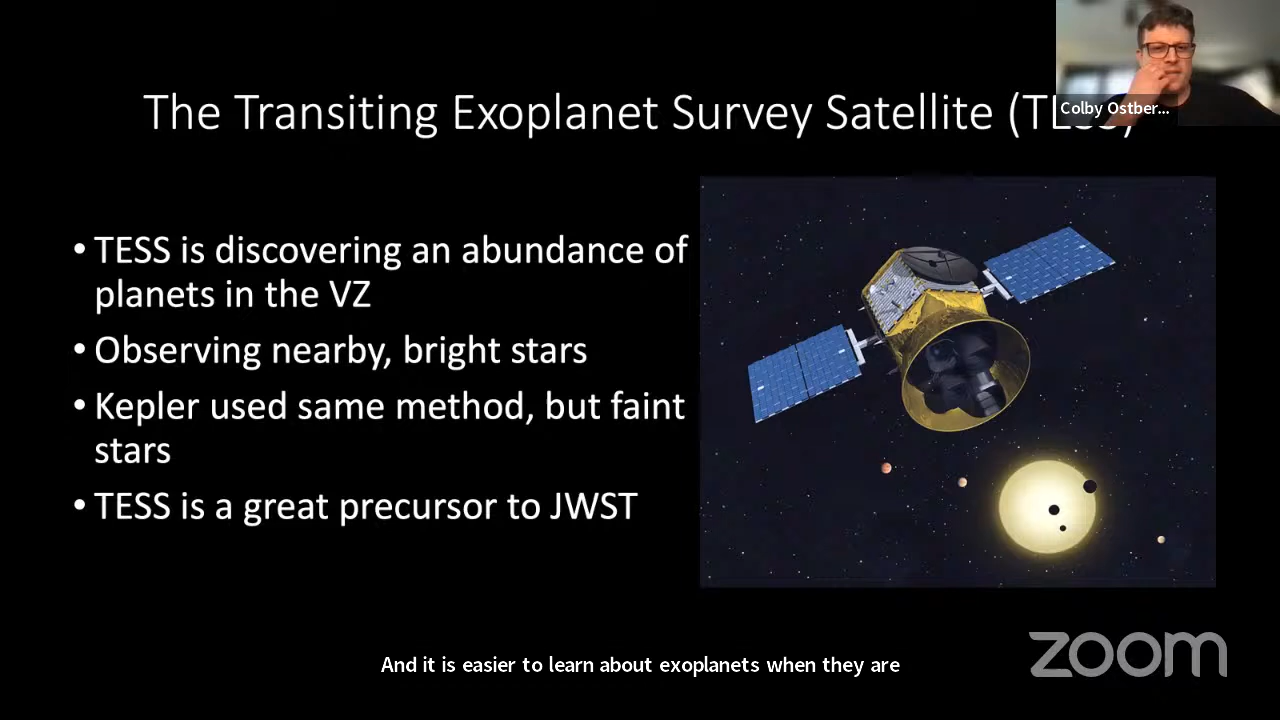 The Transiting Exoplanet Survey Satellite
Colby Ostber...
• TESS is discovering an abundance of
planets in the VZ
• Observing nearby, bright stars
• Kepler used same method, but faint
stars
• TESS is a great precursor to JWST
And it is easier to learn about exoplanets when they are
zoom